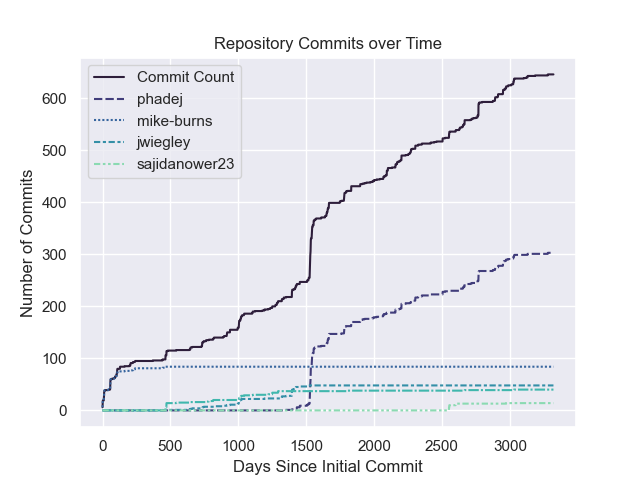 Repository Commits over Time
Commit Count
phadej
mike-burns
jwiegley
sajidanower23
Number of Commits
600
500
400
300
200
100
0
0 500 1000 1500 2000 2500 3000
Days Since Initial Commit